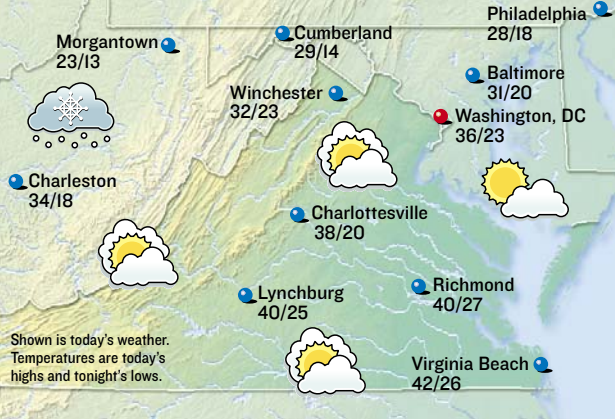 Philadelphia
28/18
Cumberland
29/14
Morgantown
23/13
Baltimore
31/20
Winchester
32/23
Washington, DC
36/23
Charleston
34/18
Charlottesville
38/20
Richmond
40/27
Lynchburg
40/25
Shown is today's weather.
Temperatures are today's
highs and tonight's lows.
Virginia Beach
42/26